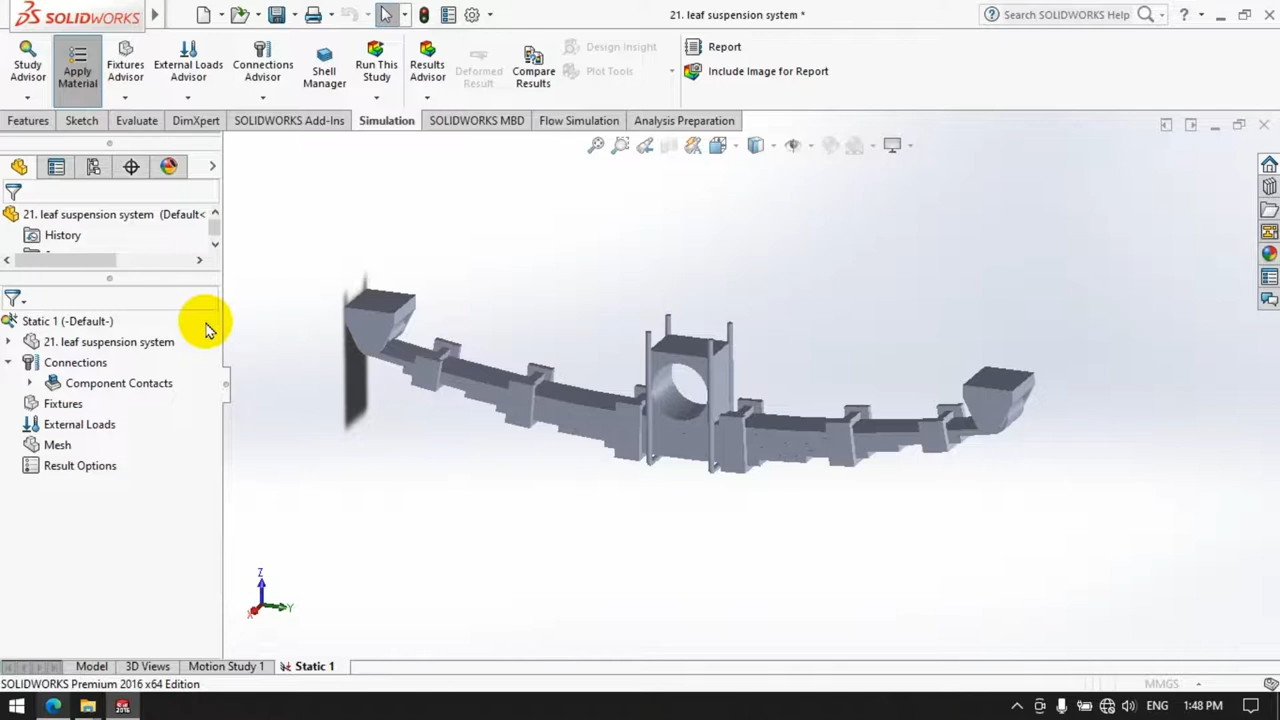 SOLIDWORKS
21. leaf suspension system *
Search SOLIDWORKS Help
?
Study Advisor
Apply Material
Fixtures Advisor
External Loads Advisor
Connections Advisor
Shell Manager
Run This Study
Results Advisor
Deformed Result
Compare Results
Design Insight
Plot Tools
Report
Include Image for Report
Features
Sketch
Evaluate
DimXpert
SOLIDWORKS Add-Ins
Simulation
SOLIDWORKS MBD
Flow Simulation
Analysis Preparation
21. leaf suspension system (Default<
History
Static 1 (-Default-)
21. leaf suspension system
Connections
Component Contacts
Fixtures
External Loads
Mesh
Result Options
Z
X
Y
Model
3D Views
Motion Study 1
Static 1
SOLIDWORKS Premium 2016 x64 Edition
MMGS
2016
ENG
1:48 PM